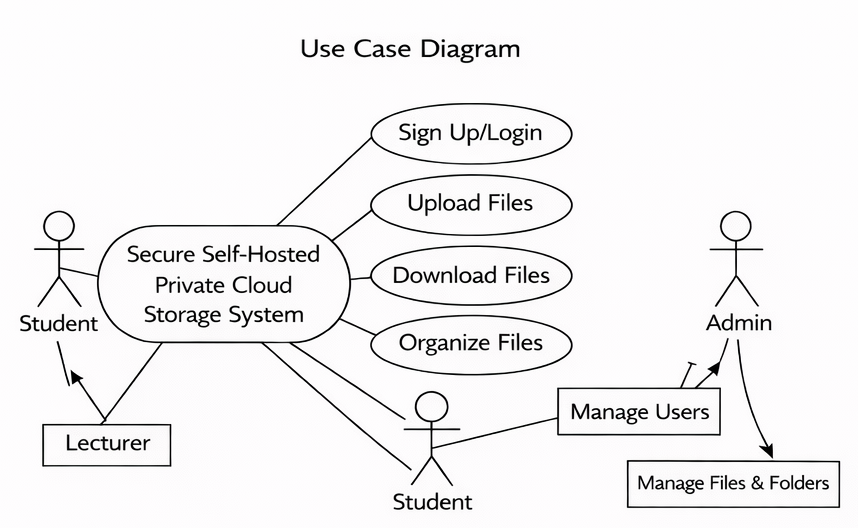 Use Case Diagram
Sign Up/Login
Upload Files
Secure Self-Hosted
Private Cloud
Storage System
Download Files
Organize Files
Student
Admin
Manage Users
Lecturer
Manage Files & Folders
Student